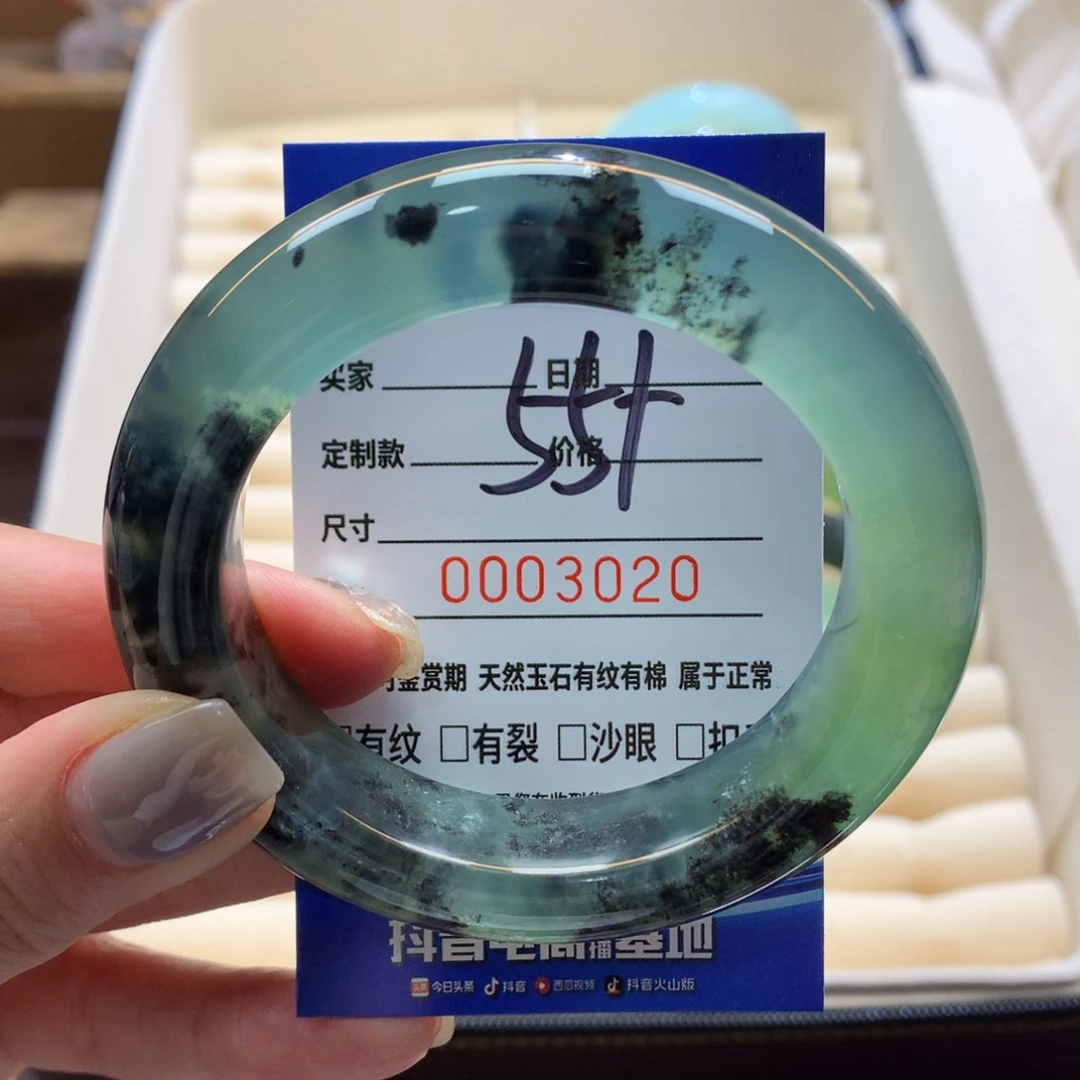 买家 日期
55+
定制款 价格
尺寸
0003020
鉴赏期 天然玉石有纹有棉 属于正常
有纹 □有裂 □沙眼 □扣
抖音电商直播基地
头条 今日头条 抖音 西瓜视频 抖音火山版